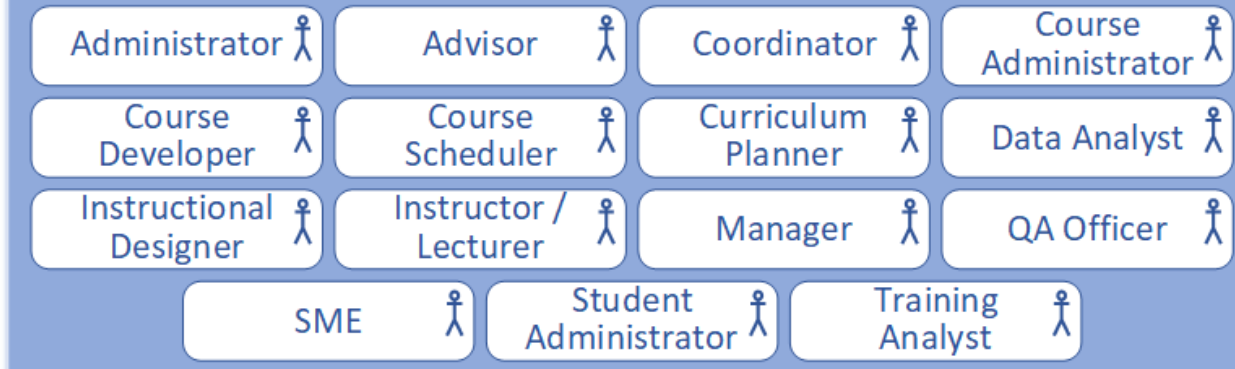 Administrator
Advisor
Coordinator
Course
Administrator
Course
Developer
Course
Scheduler
Curriculum
Planner
Data Analyst
Instructional
Designer
Instructor /
Lecturer
Manager
QA Officer
SME
Student
Administrator
Training
Analyst